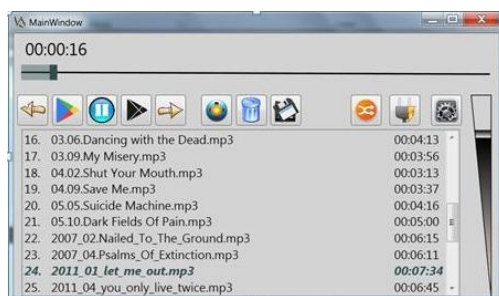 MainWindow
00:00:16
16. 03.06.Dancing with the Dead.mp3 00:04:13
17. 03.09.My Misery.mp3 00:03:56
18. 04.02.Shut Your Mouth.mp3 00:03:13
19. 04.09.Save Me.mp3 00:03:37
20. 05.05.Suicide Machine.mp3 00:04:16
21. 05.10.Dark Fields Of Pain.mp3 00:05:00
22. 2007_02.Nailed_To_The_Ground.mp3 00:06:15
23. 2007_04.Psalms_Of_Extinction.mp3 00:06:11
24. 2011_01_let_me_out.mp3 00:07:34
25. 2011_04_you_only_live_twice.mp3 00:06:45